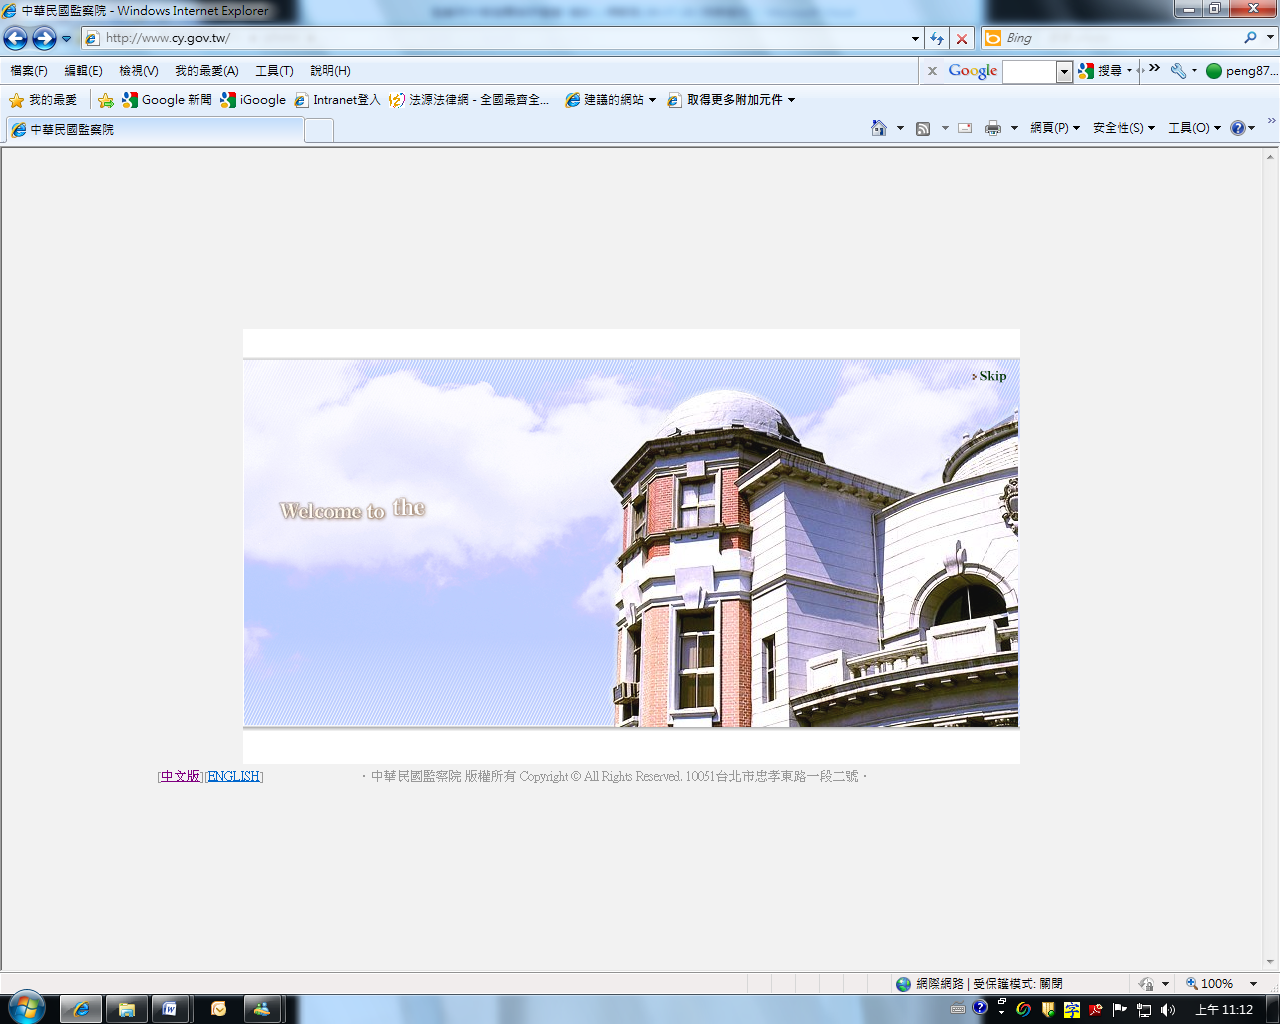 中華民國監察院 - Windows Internet Explorer
http://www.cy.gov.tw/
Bing
檔案(F) 編輯(E) 檢視(V) 我的最愛(A) 工具(T) 說明(H)
x Google 搜尋 peng87...
我的最愛 Google 新聞 iGoogle Intranet登入 法源法律網 - 全國最齊全... 建議的網站 取得更多附加元件
中華民國監察院
網頁(P) 安全性(S) 工具(O)
Skip
Welcome to the
[中文版][ENGLISH] ‧中華民國監察院 版權所有 Copyright © All Rights Reserved. 10051台北市忠孝東路一段二號‧
網際網路 | 受保護模式: 關閉 100%
字
上午 11:12